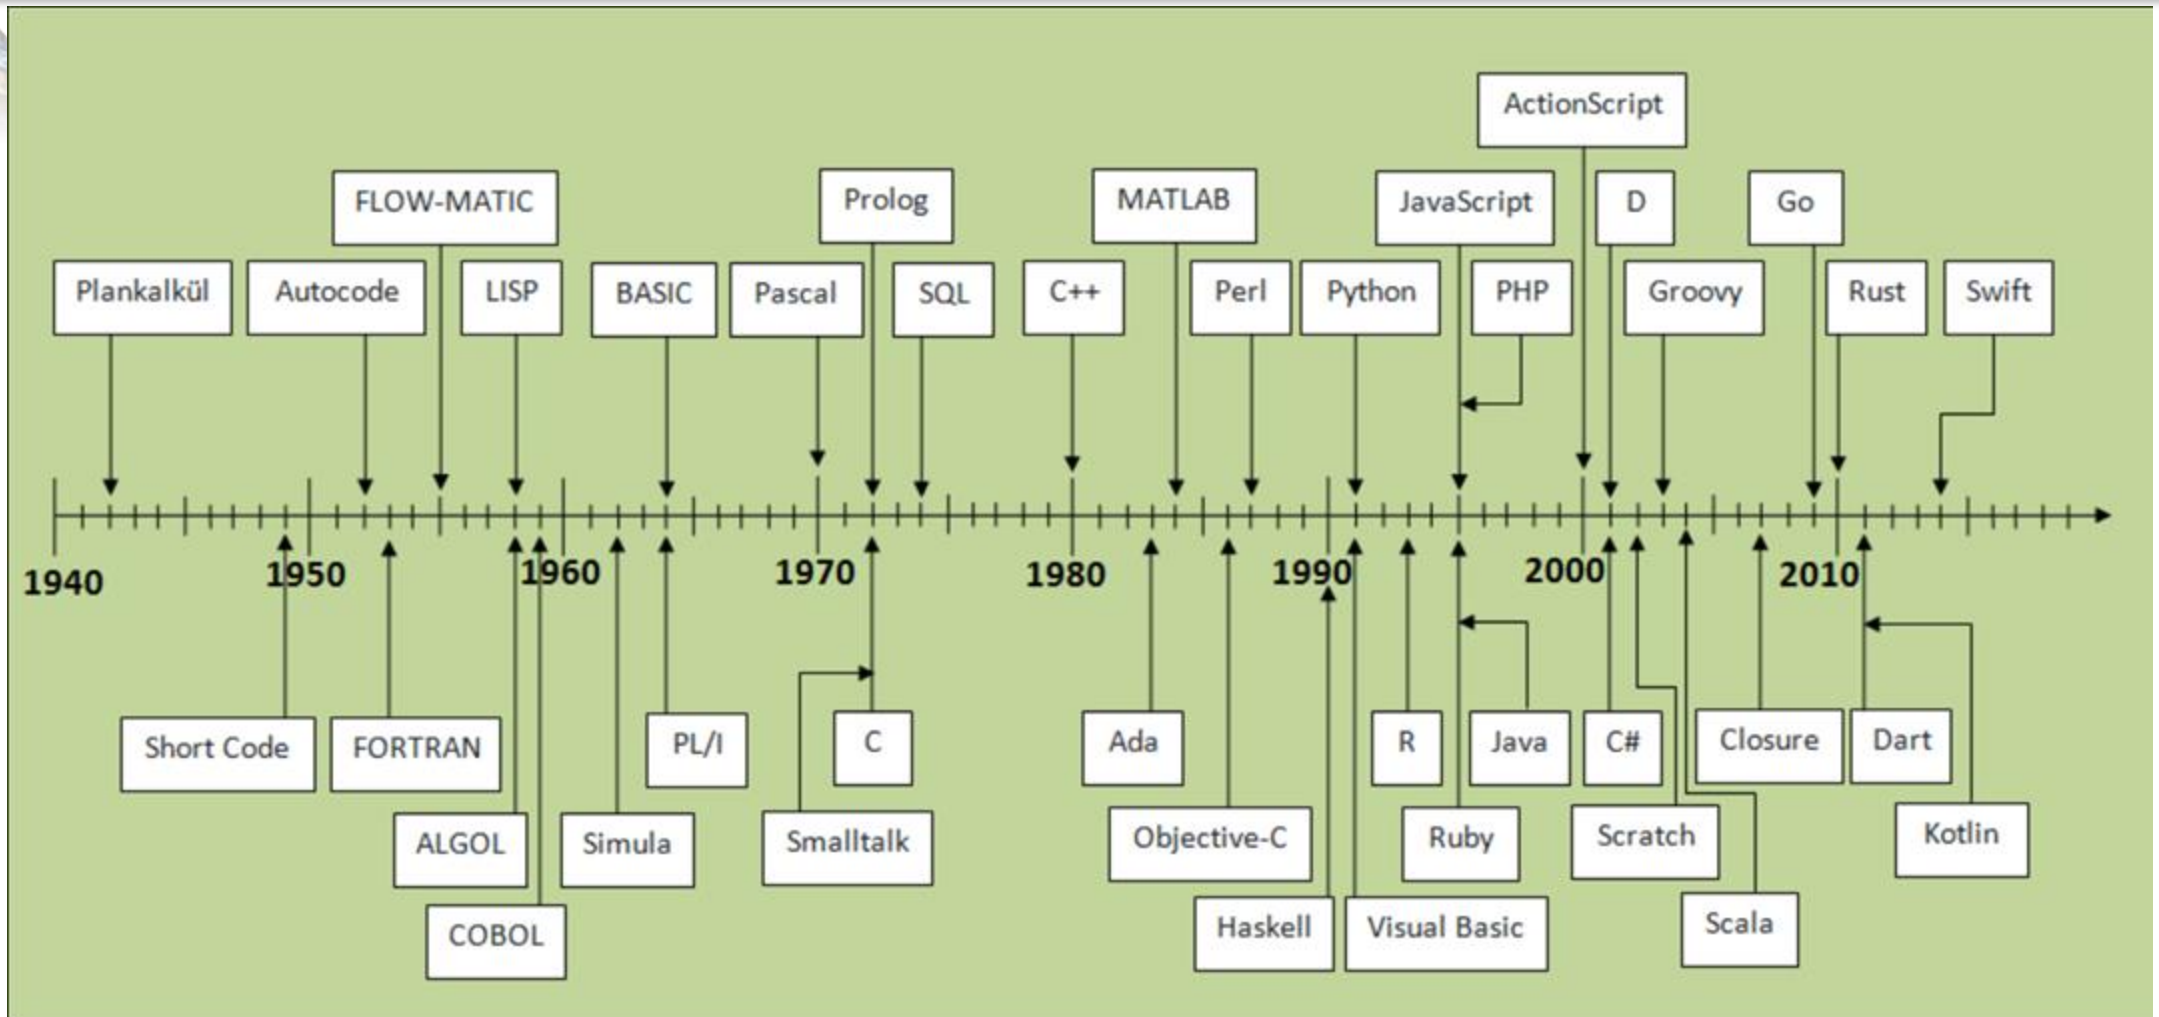 ActionScript
FLOW-MATIC
Prolog
MATLAB
JavaScript
D
Go
Plankalkül
Autocode
LISP
BASIC
Pascal
SQL
C++
Perl
Python
PHP
Groovy
Rust
Swift
1940
1950
1960
1970
1980
1990
2000
2010
Short Code
FORTRAN
PL/I
C
Ada
R
Java
C#
Closure
Dart
ALGOL
Simula
Smalltalk
Objective-C
Ruby
Scratch
Kotlin
COBOL
Haskell
Visual Basic
Scala